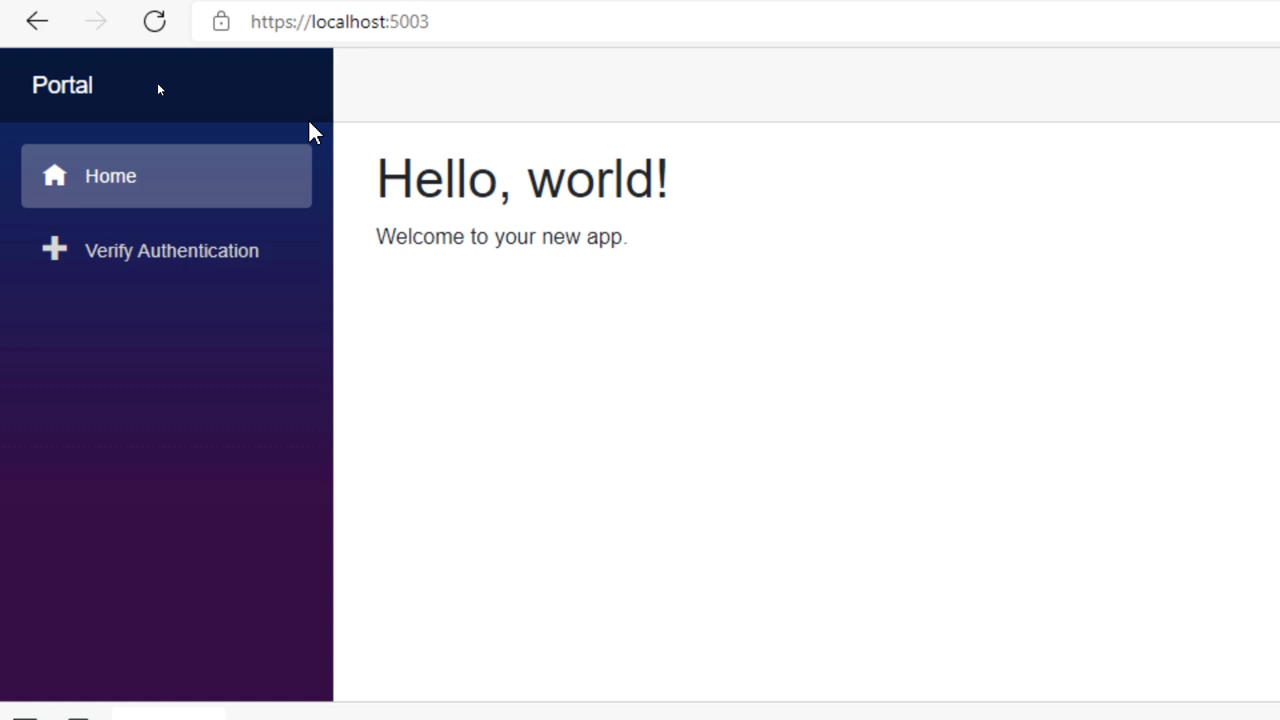 https://localhost:5003
Portal
Home
Verify Authentication
Hello, world!
Welcome to your new app.